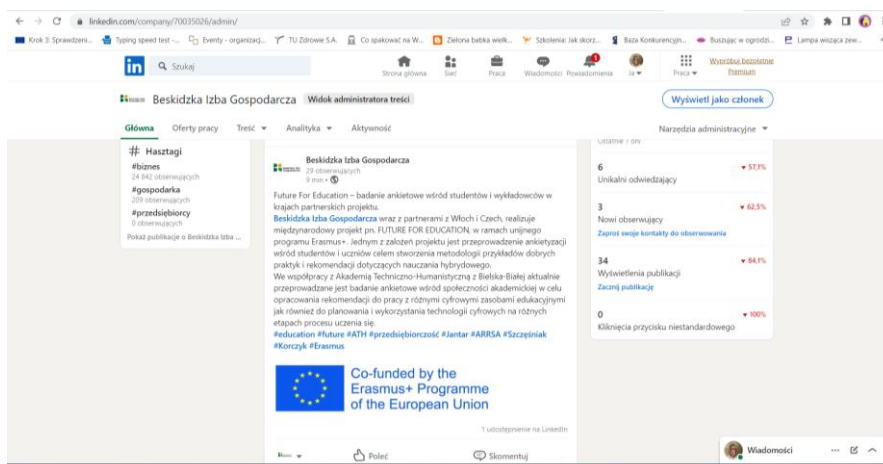 linkedin.com/company/70035026/admin/
Krok 3: Sprawdzeni... Typing speed test -... Eventy - organizacj... TU Zdrowie S.A. Co spakować na W... Zielona babka wielk... Szkolenia: Jak skorz... Baza Konkurencyjn... Buszując w ogrodzi... Lampa wisząca zew...
in Szukaj Strona główna Sieć Praca Wiadomości Powiadomienia Ja Praca Wypróbuj bezpłatnie
Premium
Beskidzka Izba Gospodarcza Widok administratora treści Wyświetl jako członek
Główna Oferty pracy Treść Analityka Aktywność Narzędzia administracyjne
# Hasztagi
#biznes
24 842 obserwujących
#gospodarka
209 obserwujących
#przedsiębiorcy
0 obserwujących
Pokaż publikacje o Beskidzka Izba ...
Beskidzka Izba Gospodarcza
29 obserwujących
9 min •
Future For Education – badanie ankietowe wśród studentów i wykładowców w
krajach partnerskich projektu.
Beskidzka Izba Gospodarcza wraz z partnerami z Włoch i Czech, realizuje
międzynarodowy projekt pn. FUTURE FOR EDUCATION, w ramach unijnego
programu Erasmus+. Jednym z założeń projektu jest przeprowadzenie ankietyzacji
wśród studentów i uczniów celem stworzenia metodologii przykładów dobrych
praktyk i rekomendacji dotyczących nauczania hybrydowego.
We współpracy z Akademią Techniczno-Humanistyczną z Bielska-Białej aktualnie
przeprowadzane jest badanie ankietowe wśród społeczności akademickiej w celu
opracowania rekomendacji do pracy z różnymi cyfrowymi zasobami edukacyjnymi
jak również do planowania i wykorzystania technologii cyfrowych na różnych
etapach procesu uczenia się.
#education #future #ATH #przedsiębiorczość #Jantar #ARRSA #Szcześniak
#Korczyk #Erasmus
Co-funded by the
Erasmus+ Programme
of the European Union
1 udostępnienie na LinkedIn
Poleć Skomentuj
Ostatnie 7 dni
6 57,1%
Unikalni odwiedzający
3 62,5%
Nowi obserwujący
Zaproś swoje kontakty do obserwowania
34 84,1%
Wyświetlenia publikacji
Zacznij publikację
0 100%
Kliknięcia przycisku niestandardowego
Wiadomości